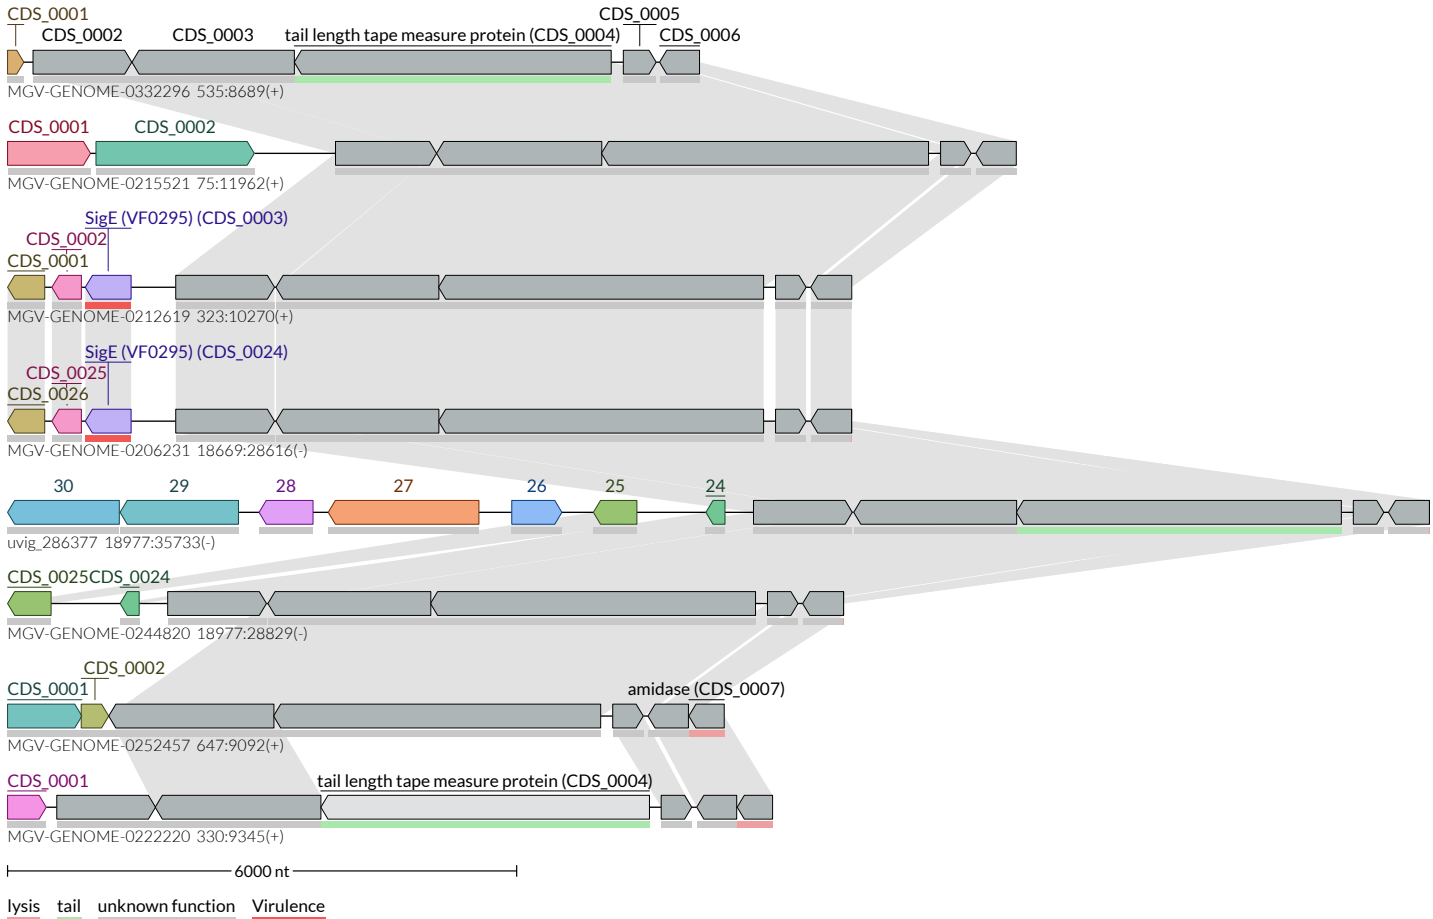 CDS_0001
CDS_0005
CDS_0002 CDS_0003 tail length tape measure protein (CDS_0004) CDS_0006
MGV-GENOME-0332296 535:8689(+)
CDS_0001 CDS_0002
MGV-GENOME-0215521 75:11962(+)
SigE (VF0295) (CDS_0003)
CDS_0002
CDS_0001
MGV-GENOME-0212619 323:10270(+)
SigE (VF0295) (CDS_0024)
CDS_0025
CDS_0026
MGV-GENOME-0206231 18669:28616(-)
30 29 28 27 26 25 24
uvig_286377 18977:35733(-)
CDS_0025 CDS_0024
MGV-GENOME-0244820 18977:28829(-)
CDS_0002
CDS_0001 amidase (CDS_0007)
MGV-GENOME-0252457 647:9092(+)
CDS_0001 tail length tape measure protein (CDS_0004)
MGV-GENOME-0222220 330:9345(+)
6000 nt
lysis tail unknown function Virulence